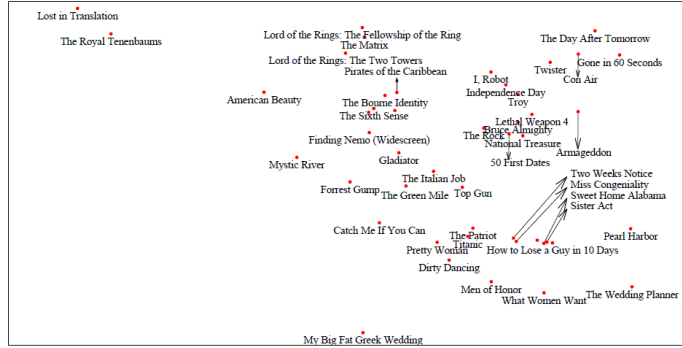 Lost in Translation
The Royal Tenenbaums
Lord of the Rings: The Fellowship of the Ring
The Matrix
The Day After Tomorrow
Lord of the Rings: The Two Towers
Gone in 60 Seconds
Twister
Pirates of the Caribbean
I, Robot
Con Air
Independence Day
American Beauty
The Bourne Identity
Troy
The Sixth Sense
Lethal Weapon 4
Bruce Almighty
The Rock
Finding Nemo (Widescreen)
National Treasure
Armageddon
Mystic River
Gladiator
50 First Dates
Two Weeks Notice
The Italian Job
Miss Congeniality
Forrest Gump
The Green Mile
Top Gun
Sweet Home Alabama
Sister Act
Catch Me If You Can
The Patriot
Pearl Harbor
Titanic
Pretty Woman
How to Lose a Guy in 10 Days
Dirty Dancing
Men of Honor
The Wedding Planner
What Women Want
My Big Fat Greek Wedding